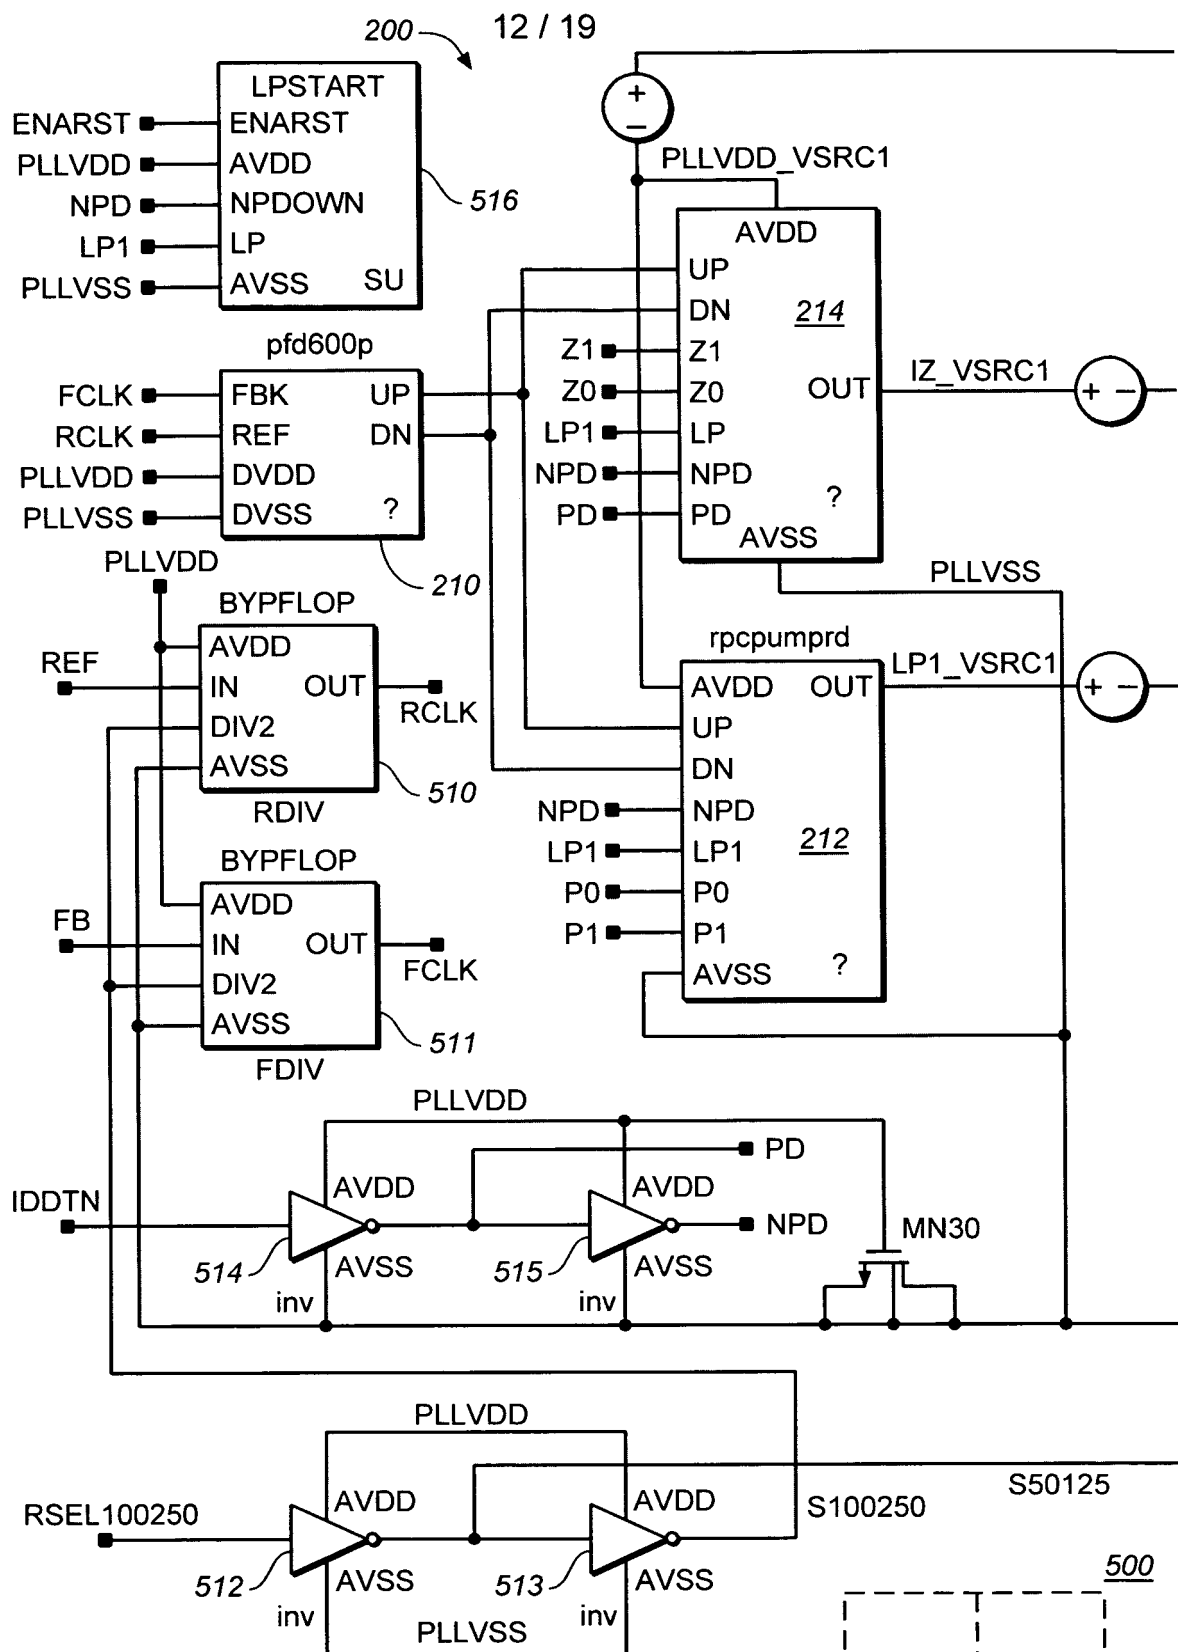 12 / 19
200
LPSTART
ENARST
ENARST
PLLVDD
AVDD
NPD
NPDOWN
LP1
LP
PLLVSS
AVSS
SU
516
+
−
PLLVDD_VSRC1
AVDD
UP
DN
214
Z1
Z1
Z0
Z0
LP1
LP
NPD
NPD
PD
PD
OUT
?
AVSS
IZ_VSRC1
+ −
pfd600p
FCLK
FBK
UP
RCLK
REF
DN
PLLVDD
DVDD
PLLVSS
DVSS
?
210
PLLVSS
PLLVDD
BYPFLOP
AVDD
REF
IN
OUT
RCLK
DIV2
AVSS
510
RDIV
rpcpumprd
AVDD
OUT
LP1_VSRC1
+ −
UP
DN
NPD
NPD
LP1
LP1
212
P0
P0
P1
P1
AVSS
?
BYPFLOP
AVDD
FB
IN
OUT
FCLK
DIV2
AVSS
511
FDIV
PLLVDD
PD
IDDTN
AVDD
AVDD
NPD
MN30
514
AVSS
515
AVSS
inv
inv
PLLVDD
S50125
RSEL100250
AVDD
AVDD
S100250
512
AVSS
513
AVSS
inv
inv
PLLVSS
500